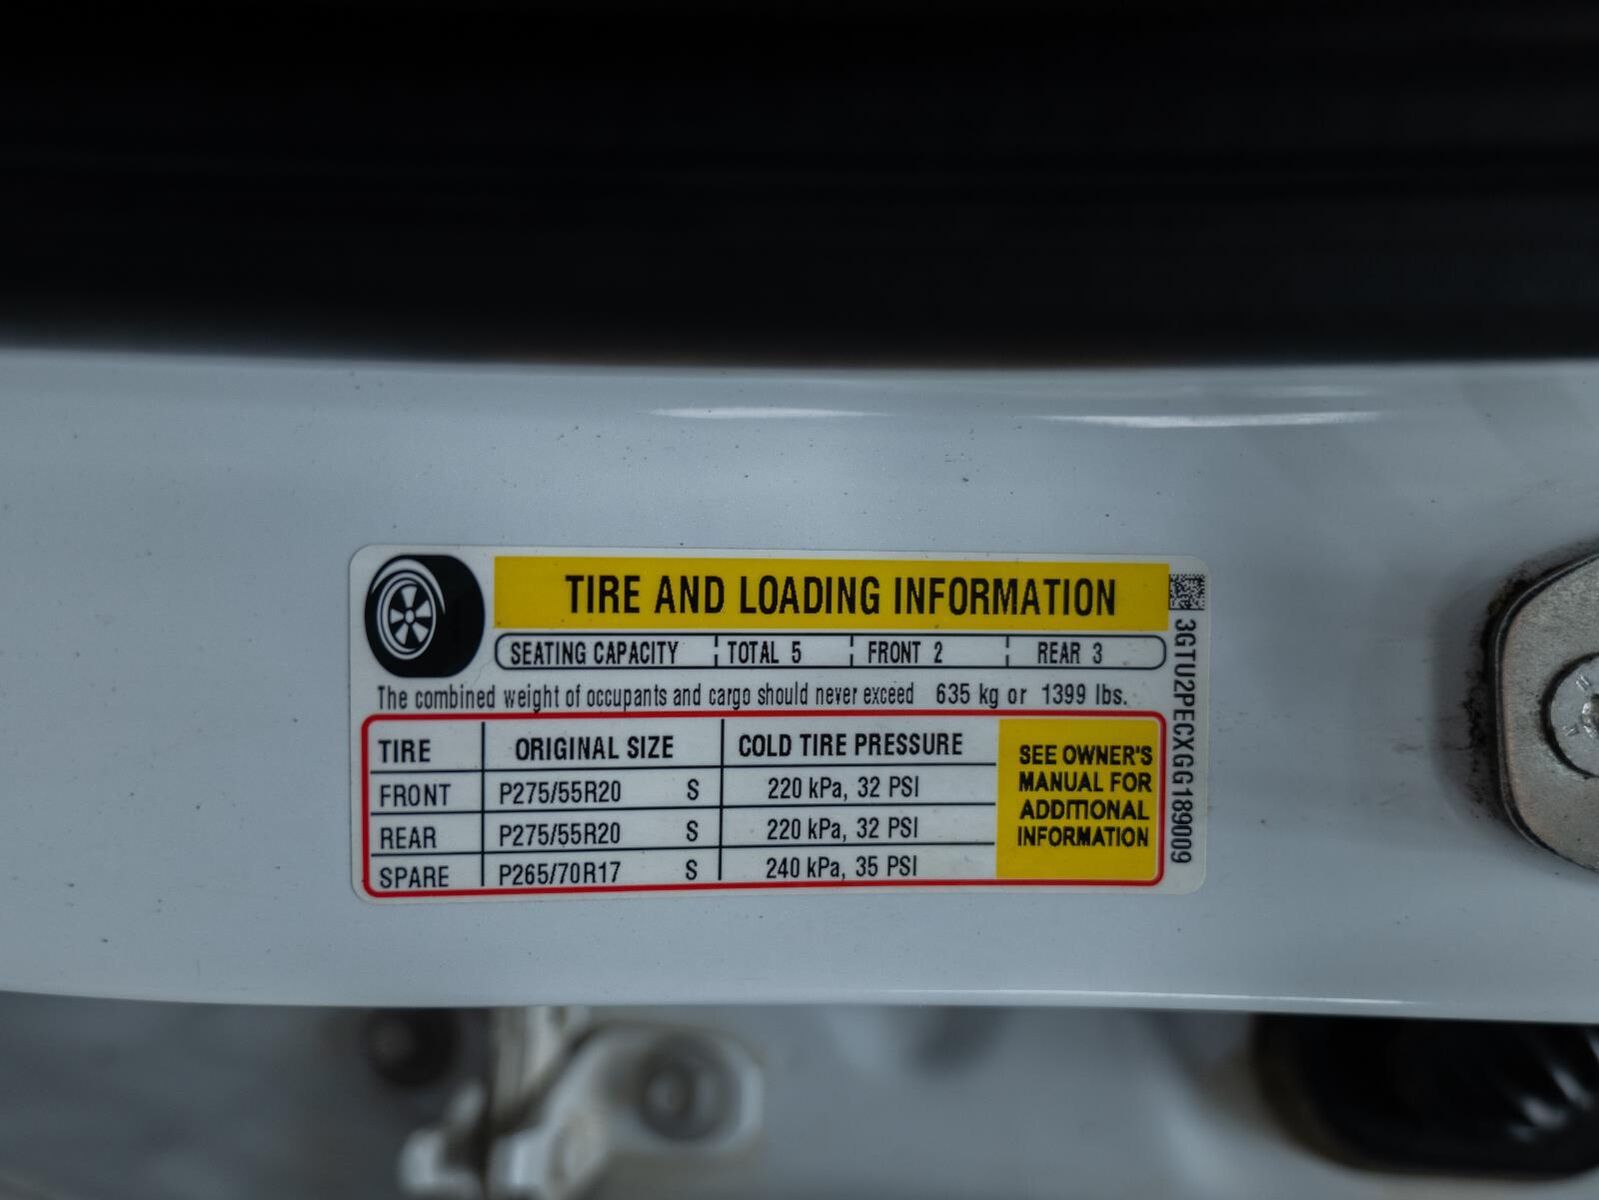 TIRE AND LOADING INFORMATION
SEATING CAPACITY TOTAL 5 FRONT 2 REAR 3
The combined weight of occupants and cargo should never exceed 635 kg or 1399 lbs.
TIRE ORIGINAL SIZE COLD TIRE PRESSURE
FRONT P275/55R20 S 220 kPa, 32 PSI
REAR P275/55R20 S 220 kPa, 32 PSI
SPARE P265/70R17 S 240 kPa, 35 PSI
SEE OWNER'S
MANUAL FOR
ADDITIONAL
INFORMATION
3GTU2PECXGG189009